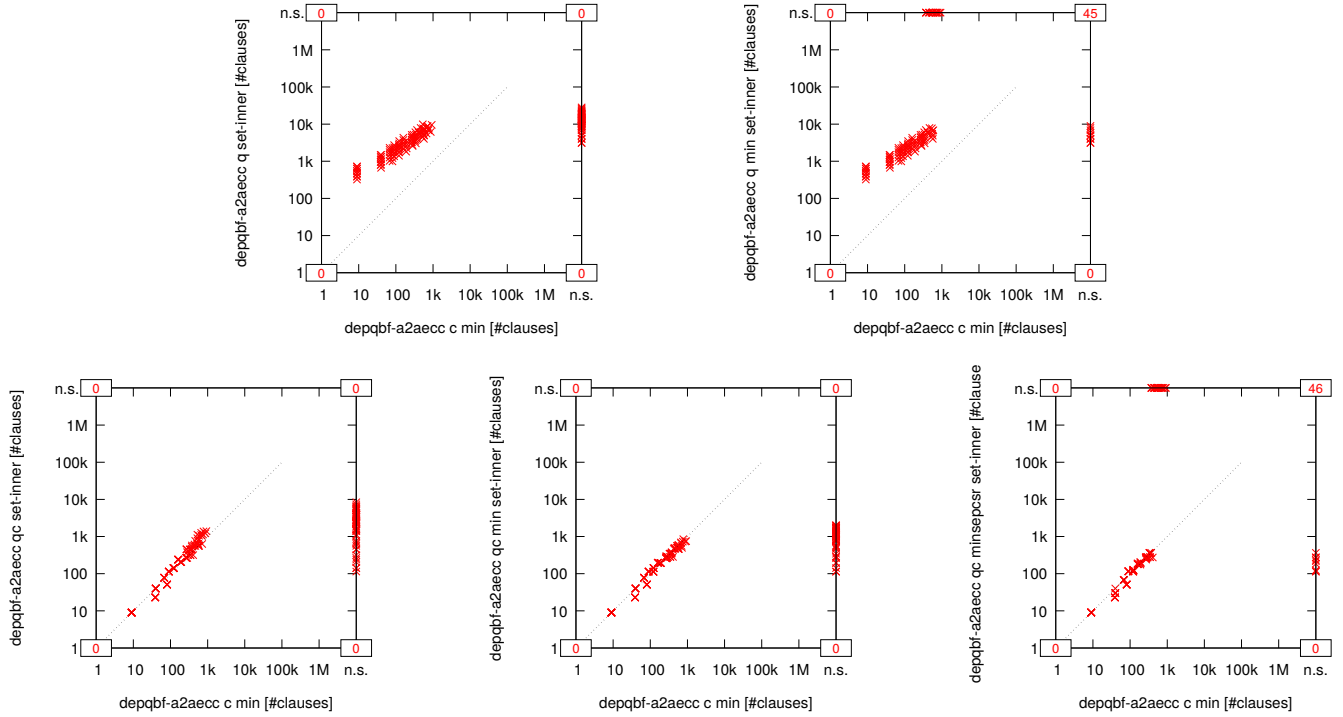 n.s.
0
0
1M
100k
10k
1k
100
10
1
0
0
1
10
100
1k
10k
100k
1M
n.s.
depqbf-a2aecc q set-inner [#clauses]
depqbf-a2aecc c min [#clauses]
n.s.
0
45
1M
100k
10k
1k
100
10
1
0
0
1
10
100
1k
10k
100k
1M
n.s.
depqbf-a2aecc q min set-inner [#clauses]
depqbf-a2aecc c min [#clauses]
n.s.
0
0
1M
100k
10k
1k
100
10
1
0
0
1
10
100
1k
10k
100k
1M
n.s.
depqbf-a2aecc qc set-inner [#clauses]
depqbf-a2aecc c min [#clauses]
n.s.
0
0
1M
100k
10k
1k
100
10
1
0
0
1
10
100
1k
10k
100k
1M
n.s.
depqbf-a2aecc qc min set-inner [#clauses]
depqbf-a2aecc c min [#clauses]
n.s.
0
46
1M
100k
10k
1k
100
10
1
0
0
1
10
100
1k
10k
100k
1M
n.s.
depqbf-a2aecc qc minsepcsr set-inner [#clause
depqbf-a2aecc c min [#clauses]